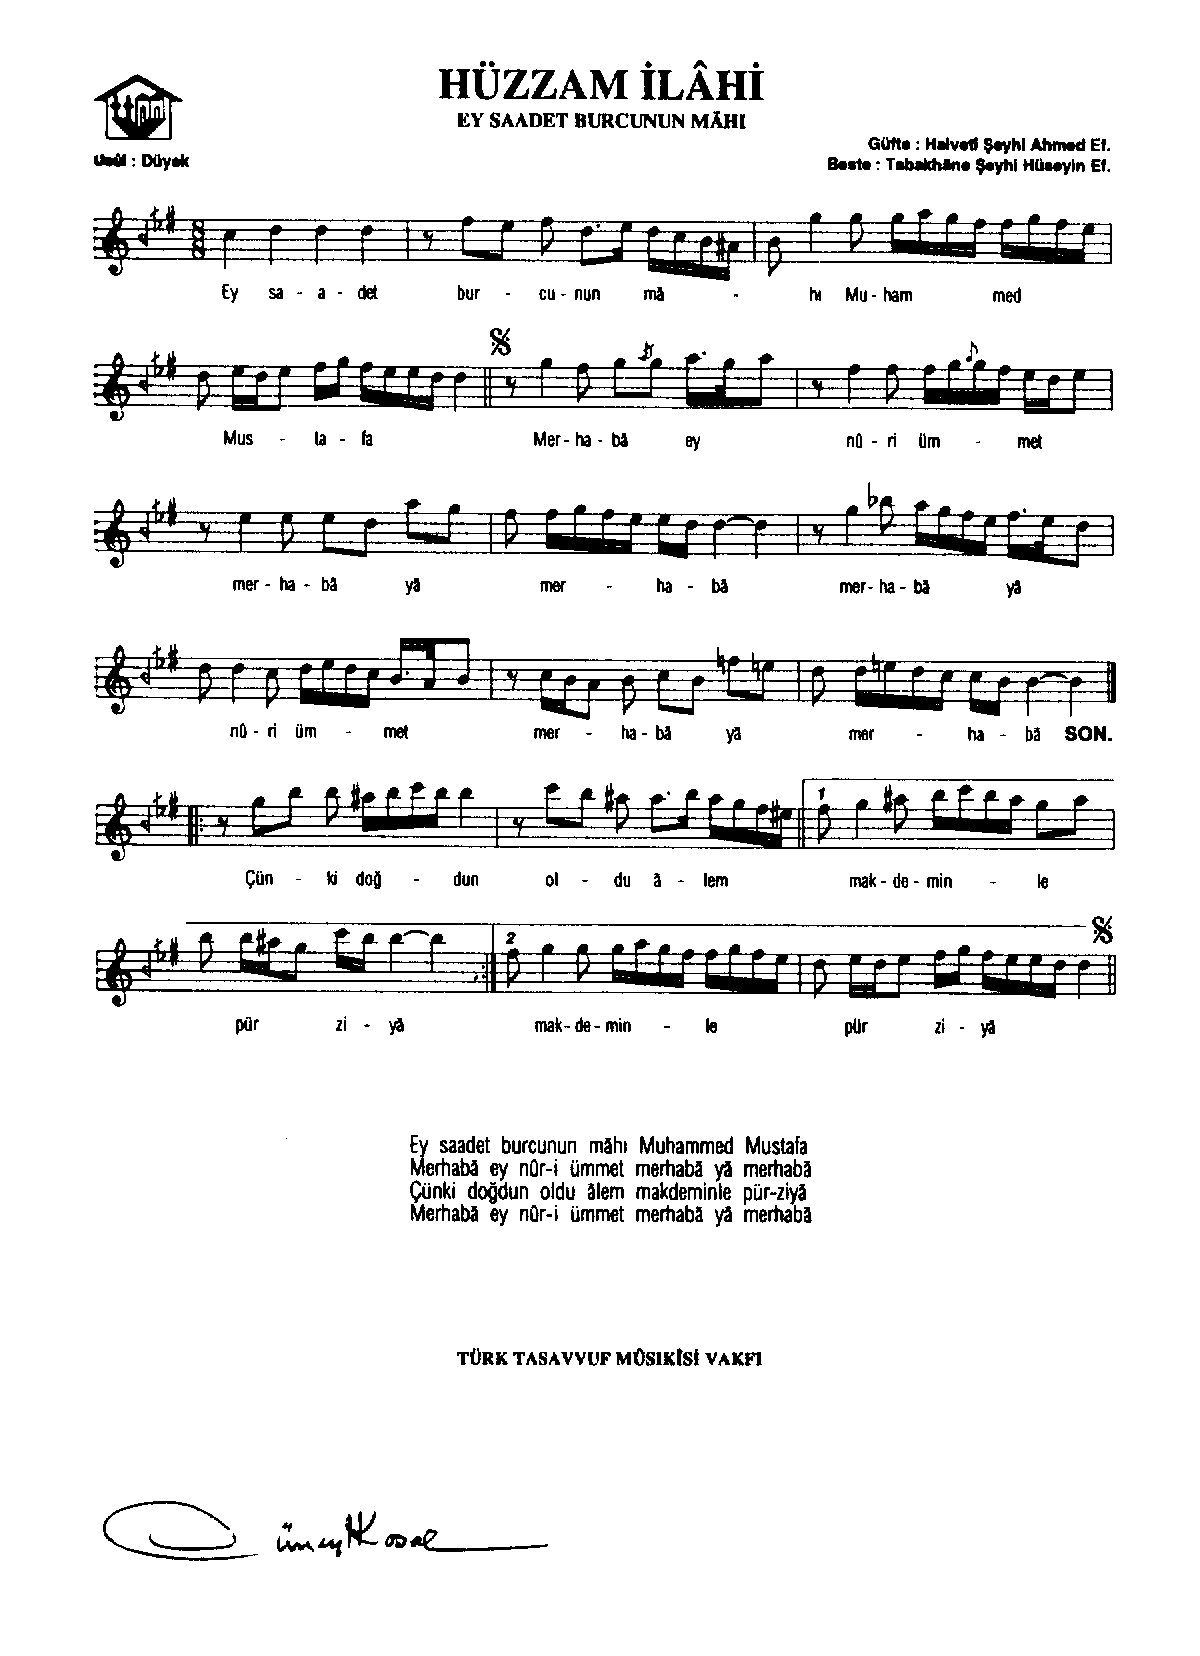 HÜZZAM İLÂHİ
EY SAADET BURCUNUN MÂHI
Usûl : Düyek
Güfte : Halvetî Şeyhi Ahmed Ef.
Beste : Tabakhâne Şeyhi Hüseyin Ef.
8 8
Ey sa - a - det bur - cu - nun mâ - hı Mu - ham med
Mus - ta - fa Mer - ha - bâ ey nû - ri üm - met
mer - ha - bâ yâ mer - ha - bâ mer - ha - bâ yâ
nû - ri üm - met mer - ha - bâ yâ mer - ha - bâ SON.
1
Çün - ki doğ - dun ol - du â - lem mak - de - min - le
2
pür zi - yâ mak - de - min - le pür zi - yâ
Ey saadet burcunun mâhı Muhammed Mustafa
Merhabâ ey nûr-i ümmet merhabâ yâ merhabâ
Çünki doğdun oldu âlem makdeminle pür-ziyâ
Merhabâ ey nûr-i ümmet merhabâ yâ merhabâ
TÜRK TASAVVUF MÛSIKÎSİ VAKFI
Cüneyt Kosal